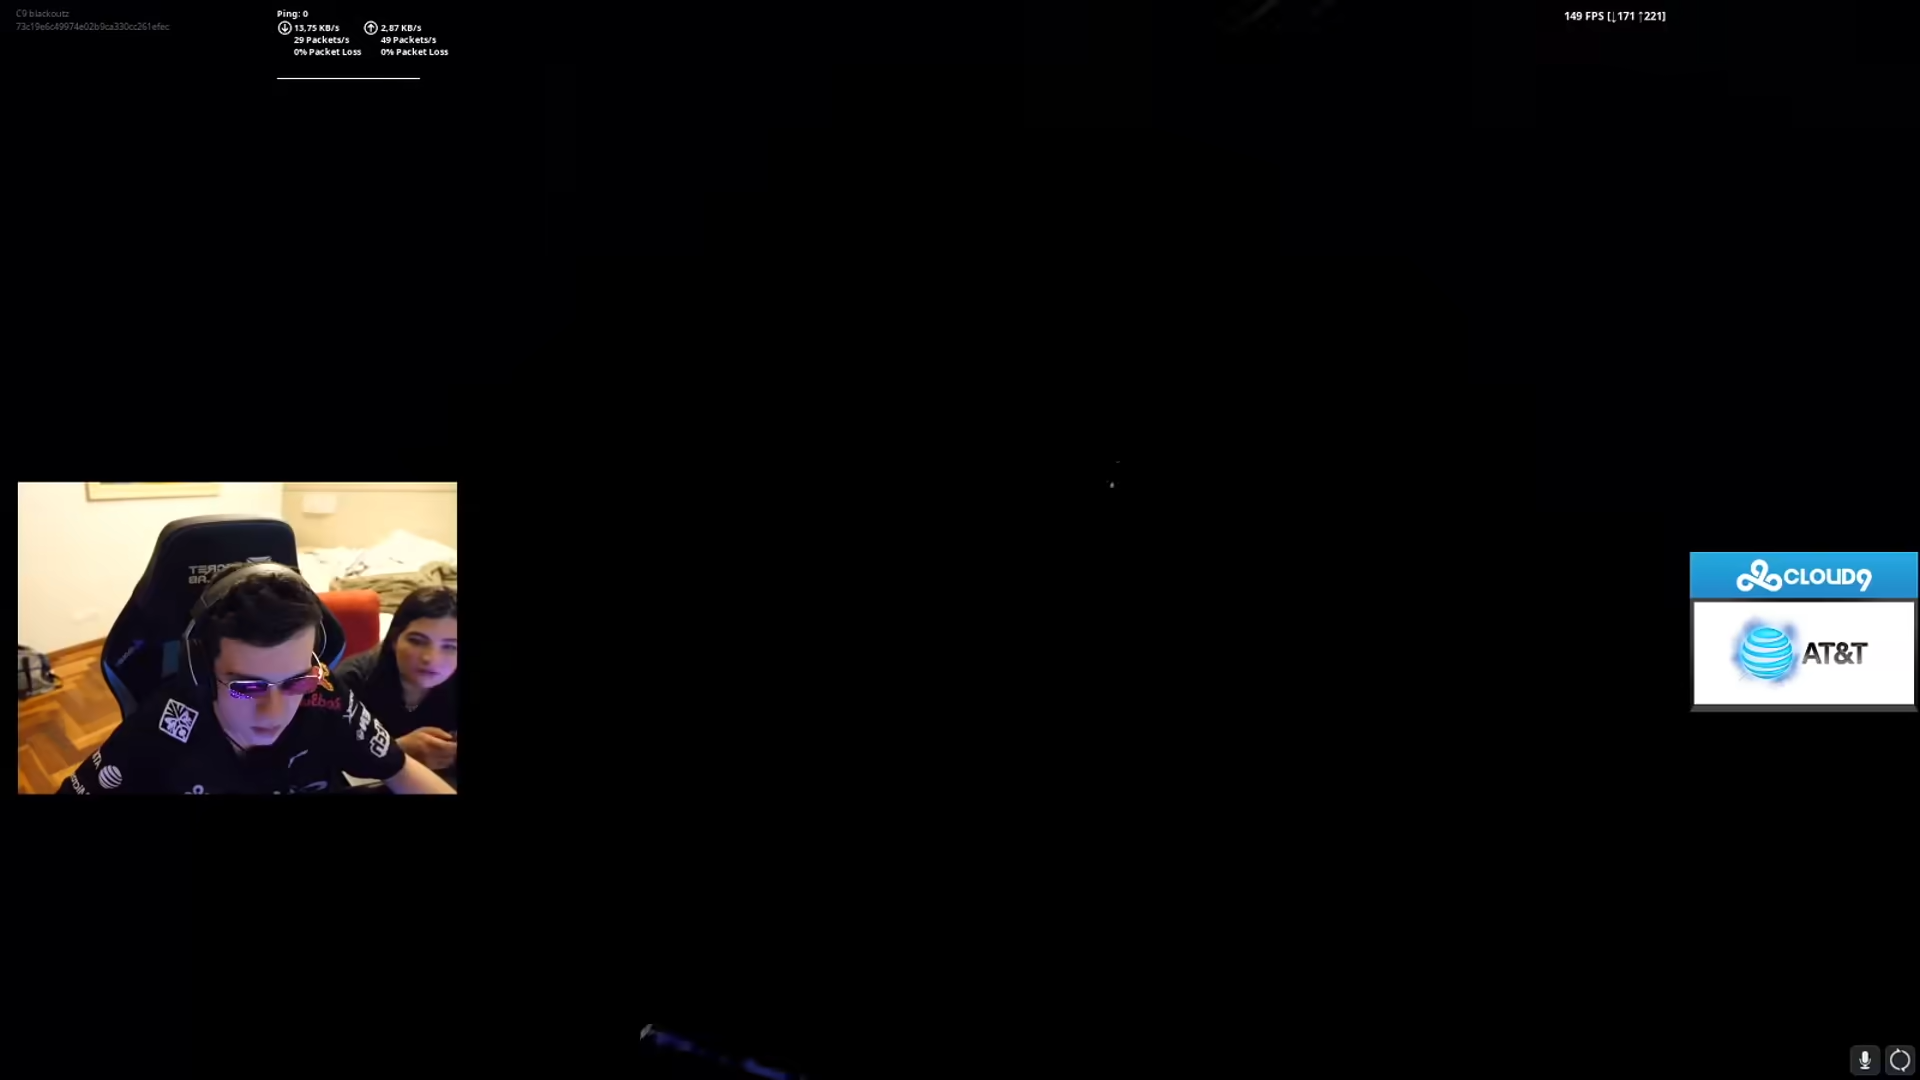 C9 blackoutz
73c19e6c49974e02b9ca330cc261efec
Ping: 0
13,75 KB/s
2,87 KB/s
29 Packets/s
49 Packets/s
0% Packet Loss
0% Packet Loss
149 FPS [↓171 ↑221]
CLOUD9
AT&T